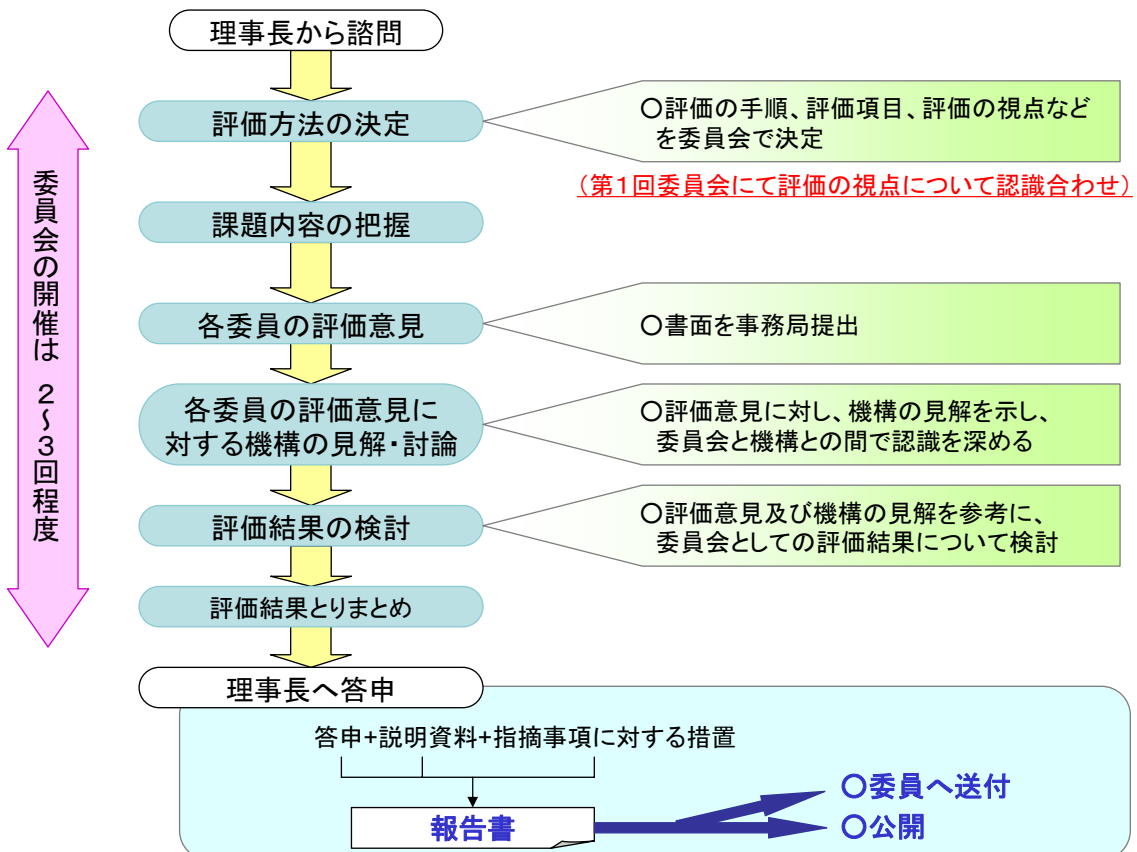 理事長から諮問
評価方法の決定
〇評価の手順、評価項目、評価の視点など
を委員会で決定
（第１回委員会にて評価の視点について認識合わせ）
課題内容の把握
各委員の評価意見
〇書面を事務局提出
各委員の評価意見に
対する機構の見解・討論
〇評価意見に対し、機構の見解を示し、
委員会と機構との間で認識を深める
評価結果の検討
〇評価意見及び機構の見解を参考に、
委員会としての評価結果について検討
評価結果とりまとめ
委員会の開催は ２～３回程度
理事長へ答申
答申+説明資料+指摘事項に対する措置
報告書
〇委員へ送付
〇公開